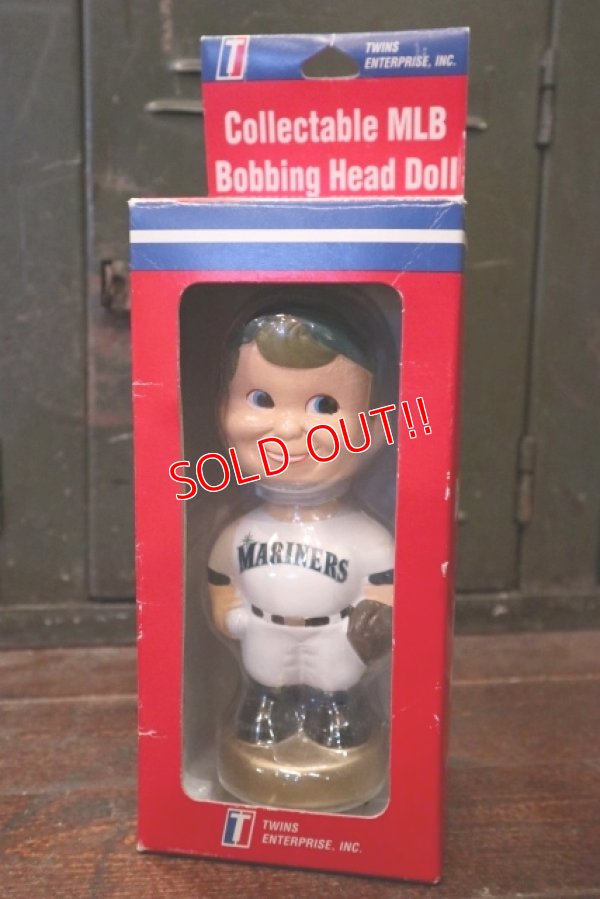 T
TWINS
ENTERPRISE, INC.
Collectable MLB
Bobbing Head Doll
SOLD OUT!!
MARINERS
T
TWINS
ENTERPRISE, INC.